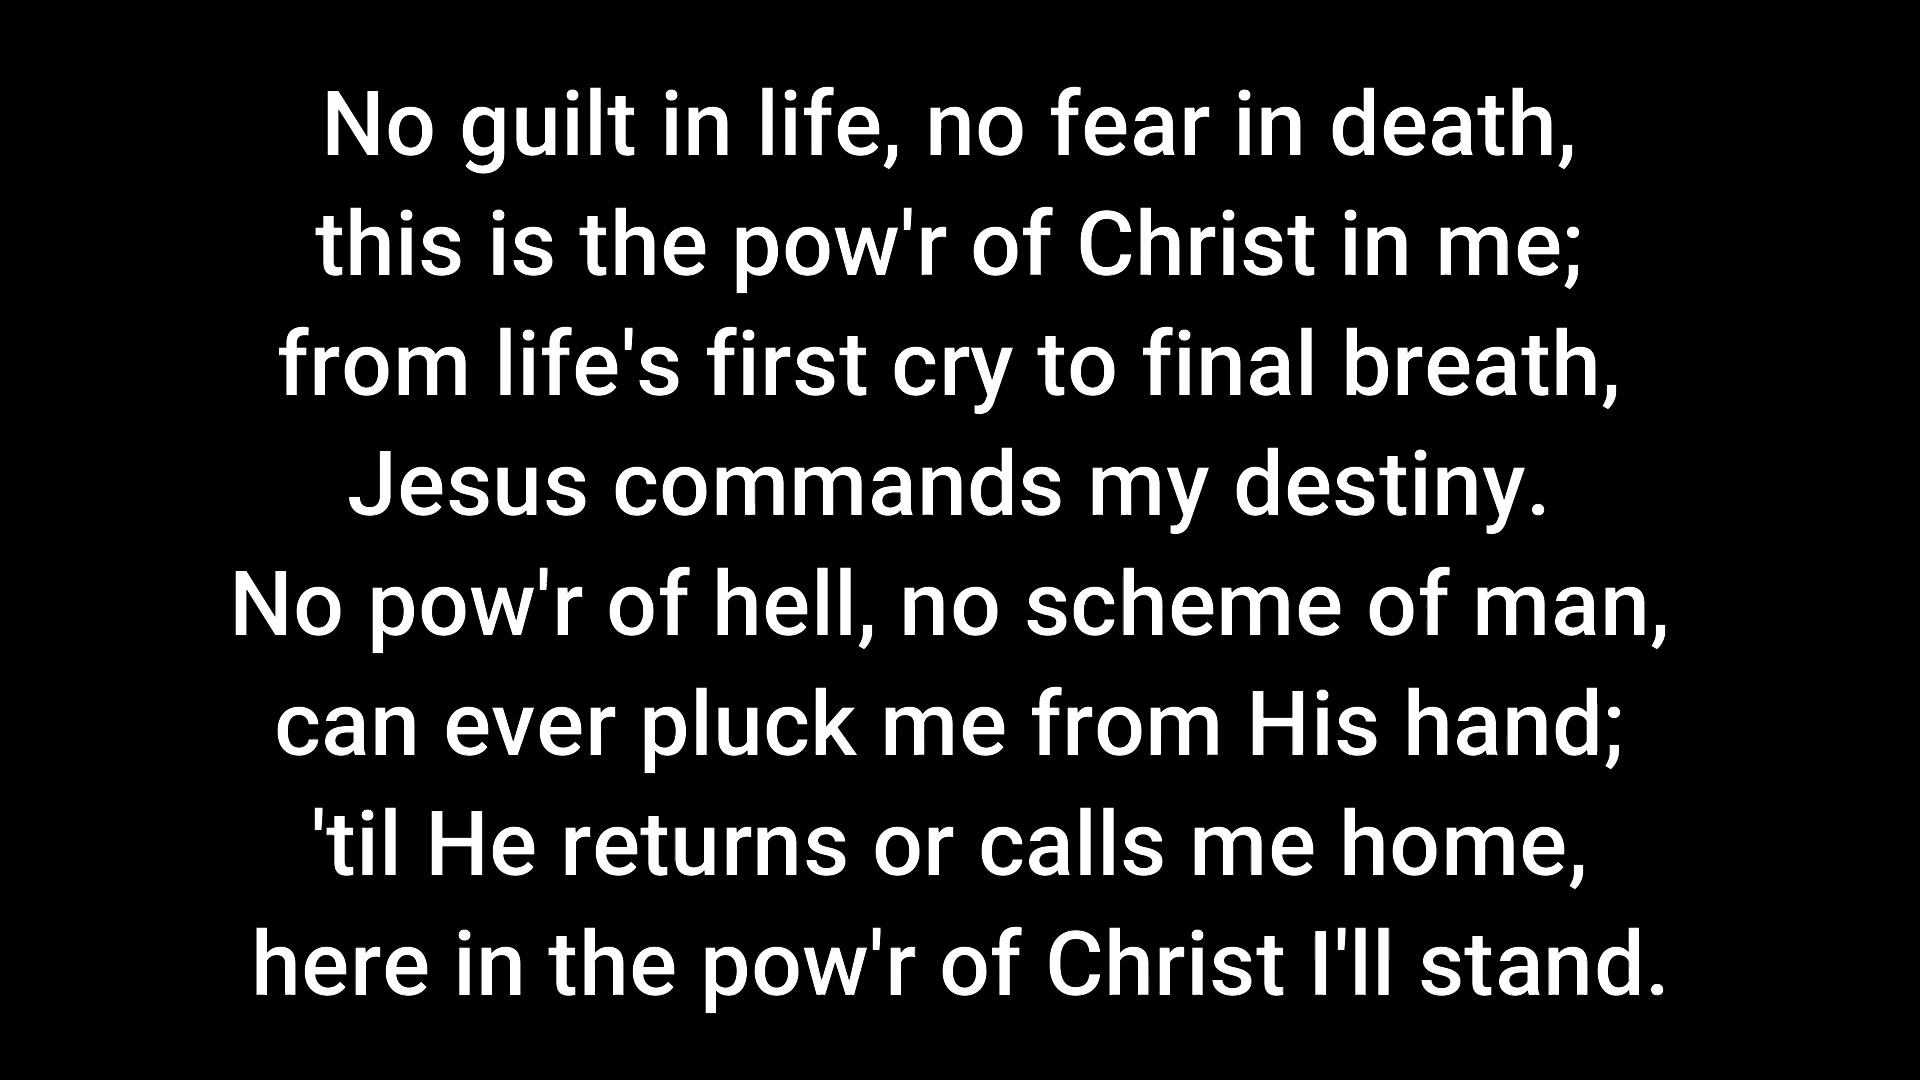 No guilt in life, no fear in death,
this is the pow'r of Christ in me;
from life's first cry to final breath,
Jesus commands my destiny.
No pow'r of hell, no scheme of man,
can ever pluck me from His hand;
'til He returns or calls me home,
here in the pow'r of Christ I'll stand.